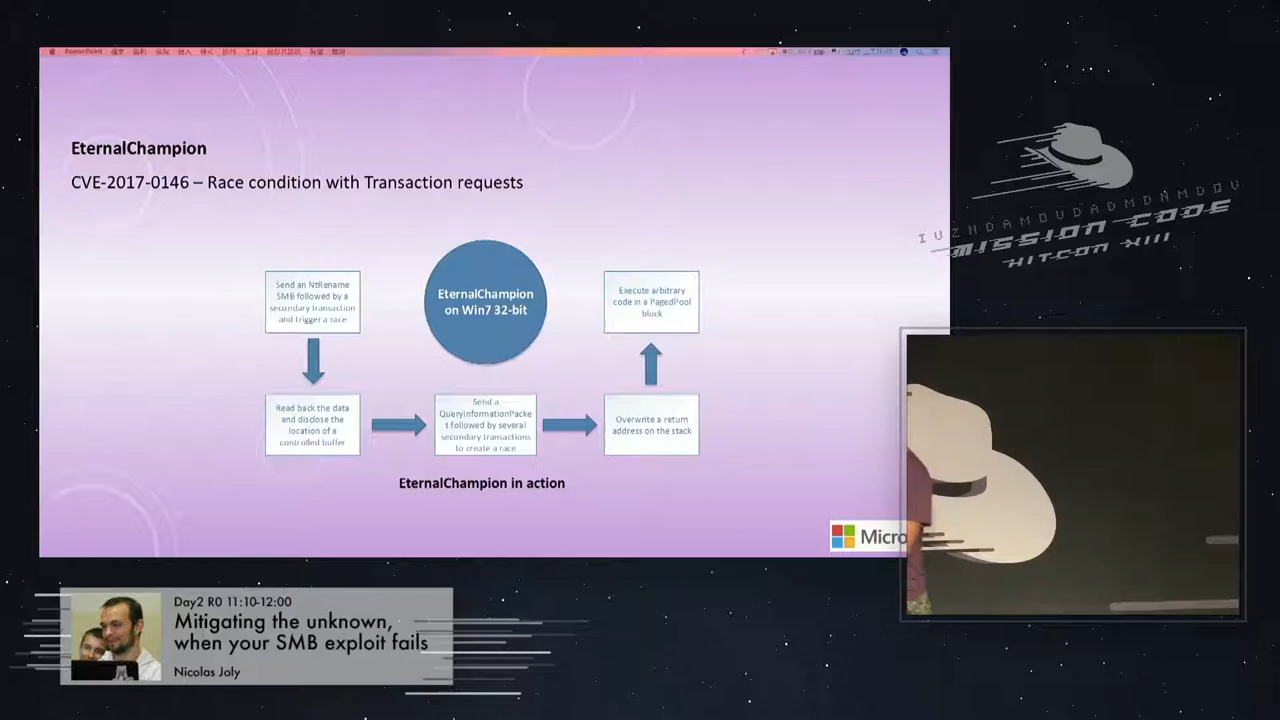 PowerPoint
EternalChampion
CVE-2017-0146 – Race condition with Transaction requests
Send an NtRename
SMB followed by a
secondary transaction
and trigger a race
EternalChampion
on Win7 32-bit
Execute arbitrary
code in a PagedPool
block
Read back the data
and disclose the
location of a
controlled buffer
Send a
QueryInformationPacke
t followed by several
secondary transactions
to create a race
Overwrite a return
address on the stack
EternalChampion in action
Micro
MISSION CODE
HITCON XIII
Day2 R0 11:10-12:00
Mitigating the unknown,
when your SMB exploit fails
Nicolas Joly